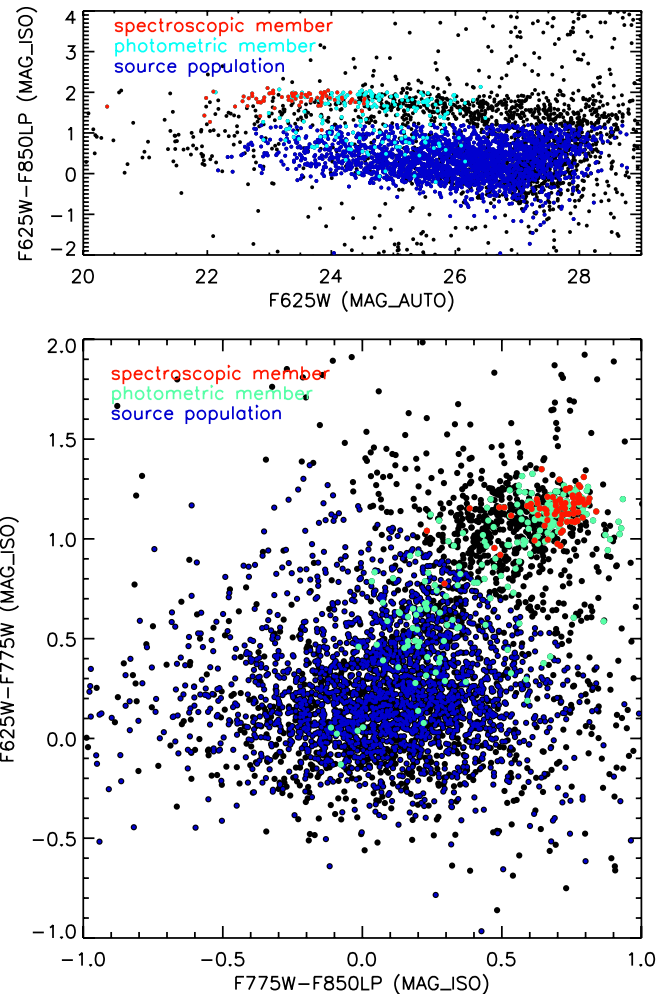 4
3
2
1
0
−1
−2
F625W−F850LP (MAG_ISO)
spectroscopic member
photometric member
source population
20 22 24 26 28
F625W (MAG_AUTO)
2.0
1.5
1.0
0.5
0.0
−0.5
−1.0
F625W−F775W (MAG_ISO)
spectroscopic member
photometric member
source population
−1.0 −0.5 0.0 0.5 1.0
F775W−F850LP (MAG_ISO)